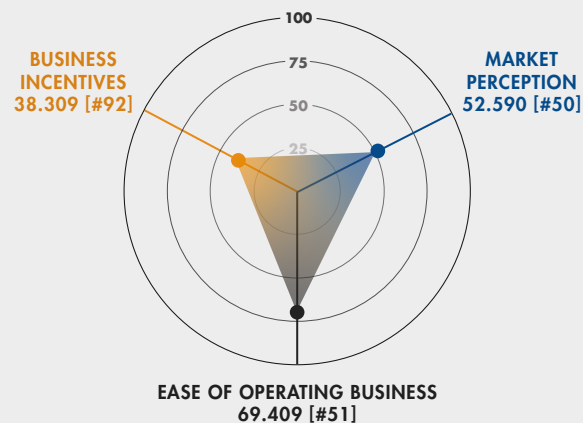 100
75
50
25
BUSINESS
INCENTIVES
38.309 [#92]
MARKET
PERCEPTION
52.590 [#50]
EASE OF OPERATING BUSINESS
69.409 [#51]